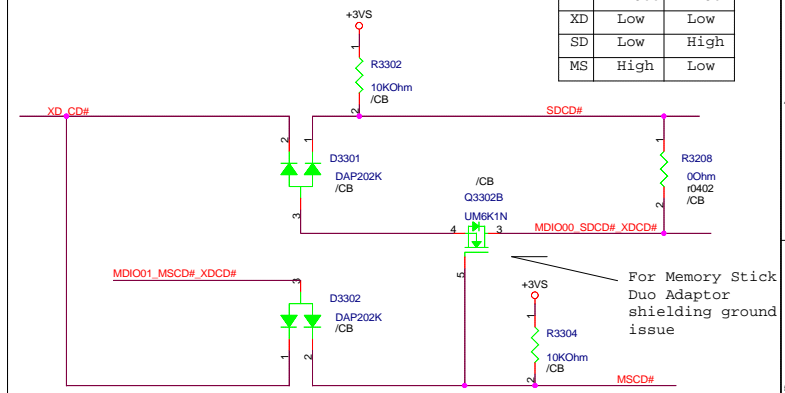 XD Low Low
SD Low High
MS High Low
+3VS
1
R3302
10KOhm
/CB
2
XD_CD#
SDCD#
2 1
D3301
DAP202K
/CB
3
1
R3208
0Ohm
r0402
/CB
2
/CB
Q3302B
UM6K1N
4 3
MDIO00_SDCD#_XDCD#
5
MDIO01_MSCD#_XDCD#
3
D3302
DAP202K
/CB
1 2
+3VS
1
R3304
10KOhm
/CB
2
MSCD#
For Memory Stick
Duo Adaptor
shielding ground
issue